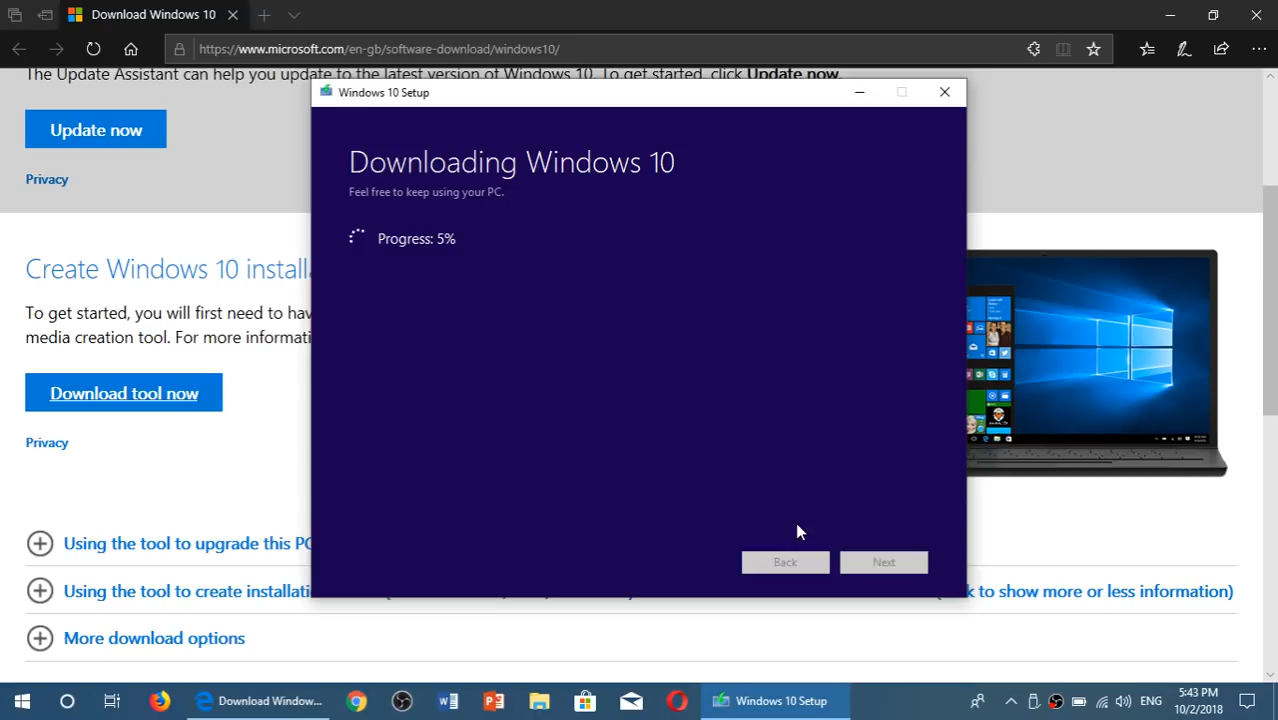 Download Windows 10
https://www.microsoft.com/en-gb/software-download/windows10/
The Update Assistant can help you update to the latest version of Windows 10. To get started, click Update now.
Update now
Privacy
Windows 10 Setup
Downloading Windows 10
Feel free to keep using your PC.
Progress: 5%
Back
Next
Create Windows 10 install
To get started, you will first need to hav
media creation tool. For more informati
Download tool now
Privacy
Using the tool to upgrade this PC
Using the tool to create installati
k to show more or less information)
More download options
Download Window...
Windows 10 Setup
ENG
5:43 PM
10/2/2018